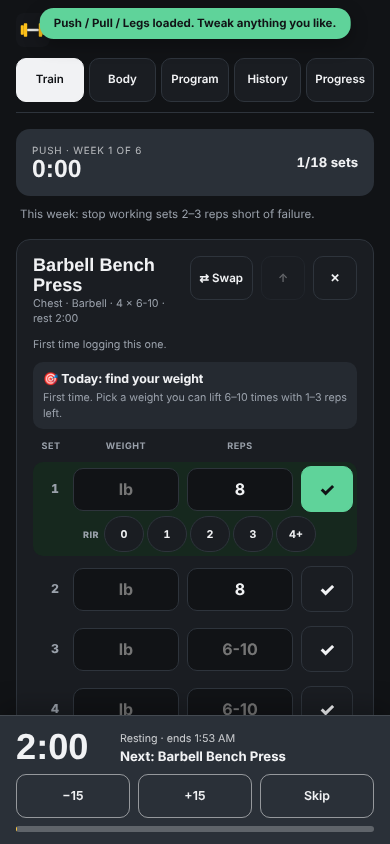 Push / Pull / Legs loaded. Tweak anything you like.
Train Body Program History Progress
PUSH · WEEK 1 OF 6
0:00
1/18 sets
This week: stop working sets 2–3 reps short of failure.
Barbell Bench
Press
⇄ Swap ↑ ✕
Chest · Barbell · 4 × 6-10 ·
rest 2:00
First time logging this one.
🎯 Today: find your weight
First time. Pick a weight you can lift 6–10 times with 1–3 reps
left.
SET WEIGHT REPS
1 lb 8 ✓
RIR 0 1 2 3 4+
2 lb 8 ✓
3 lb 6-10 ✓
4 lb 6-10 ✓
2:00
Resting · ends 1:53 AM
Next: Barbell Bench Press
−15 +15 Skip